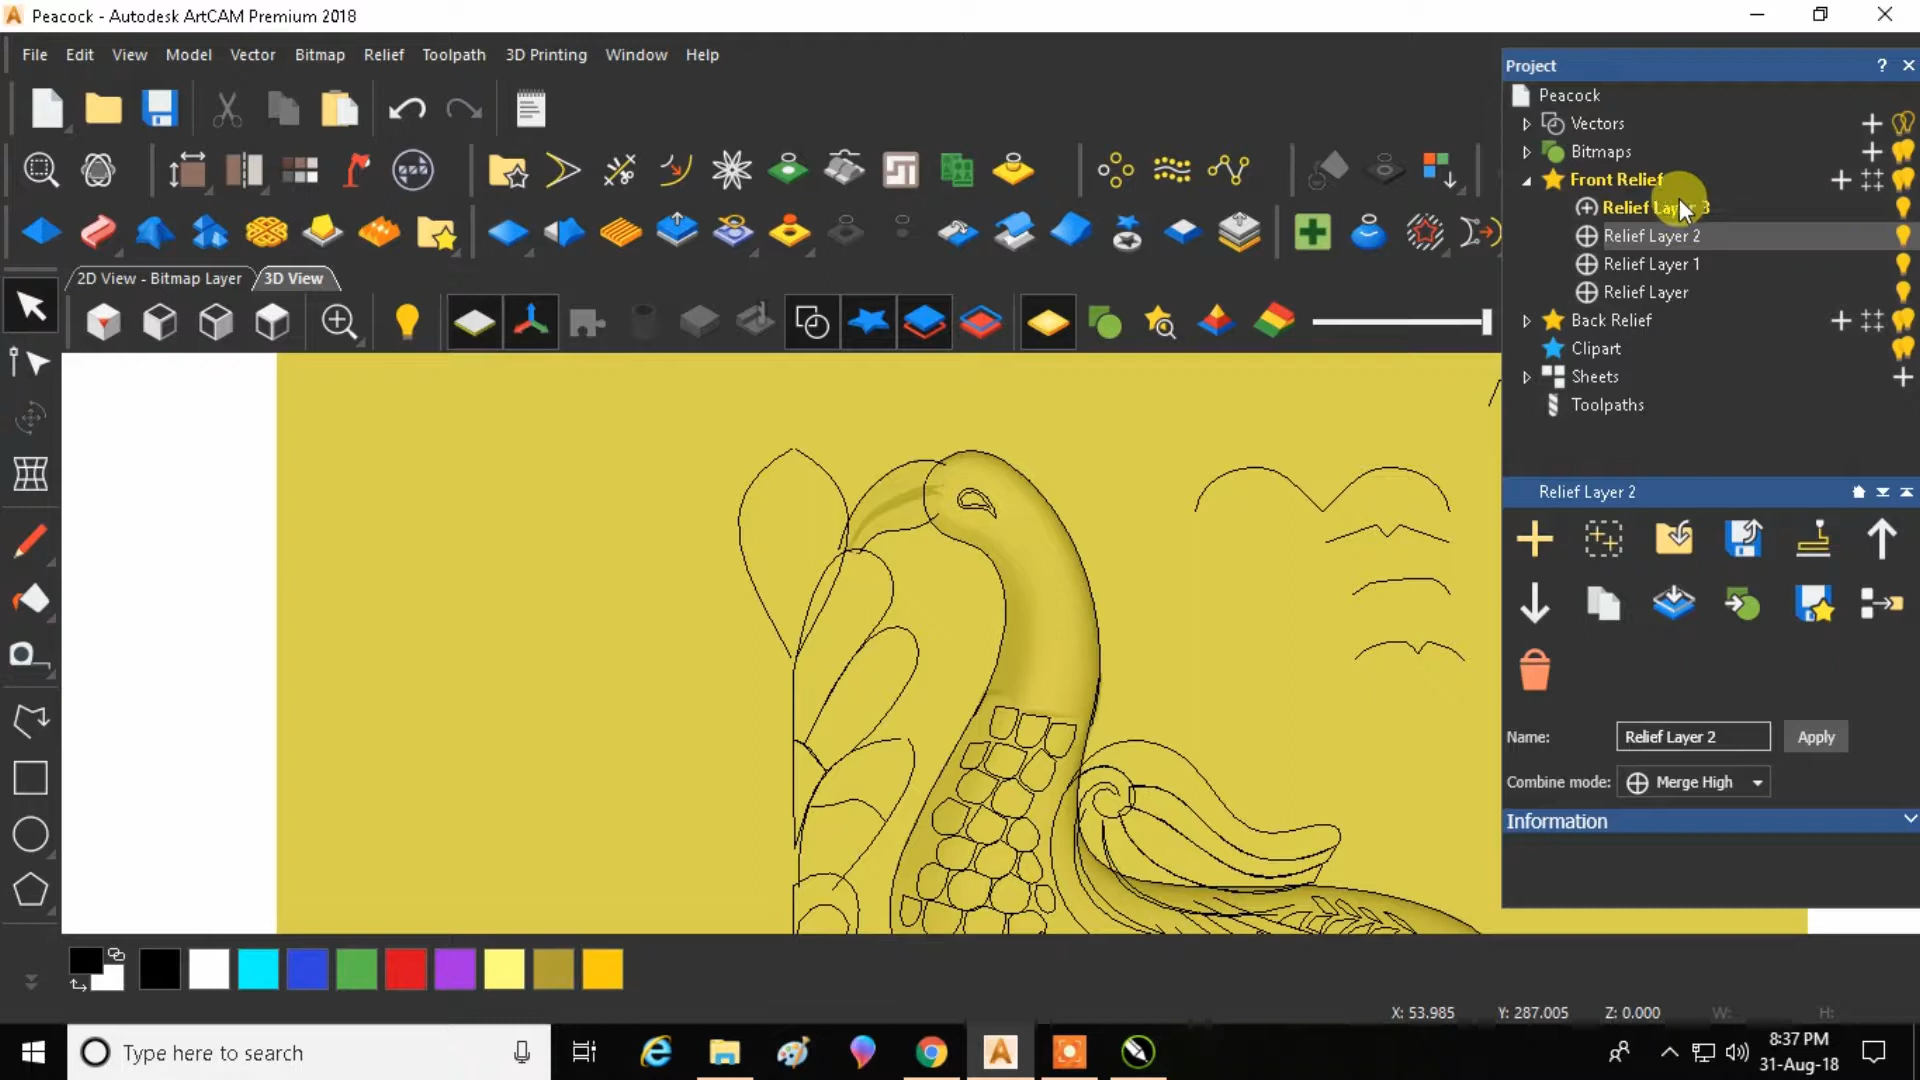 Peacock - Autodesk ArtCAM Premium 2018
File Edit View Model Vector Bitmap Relief Toolpath 3D Printing Window Help
Project
Peacock
Vectors
Bitmaps
Front Relief
Relief Layer 3
Relief Layer 2
Relief Layer 1
Relief Layer
Back Relief
Clipart
Sheets
Toolpaths
2D View - Bitmap Layer 3D View
Relief Layer 2
Name: Relief Layer 2 Apply
Combine mode: Merge High
Information
X: 53.985 Y: 287.005 Z: 0.000 W: H:
Type here to search
8:37 PM
31-Aug-18